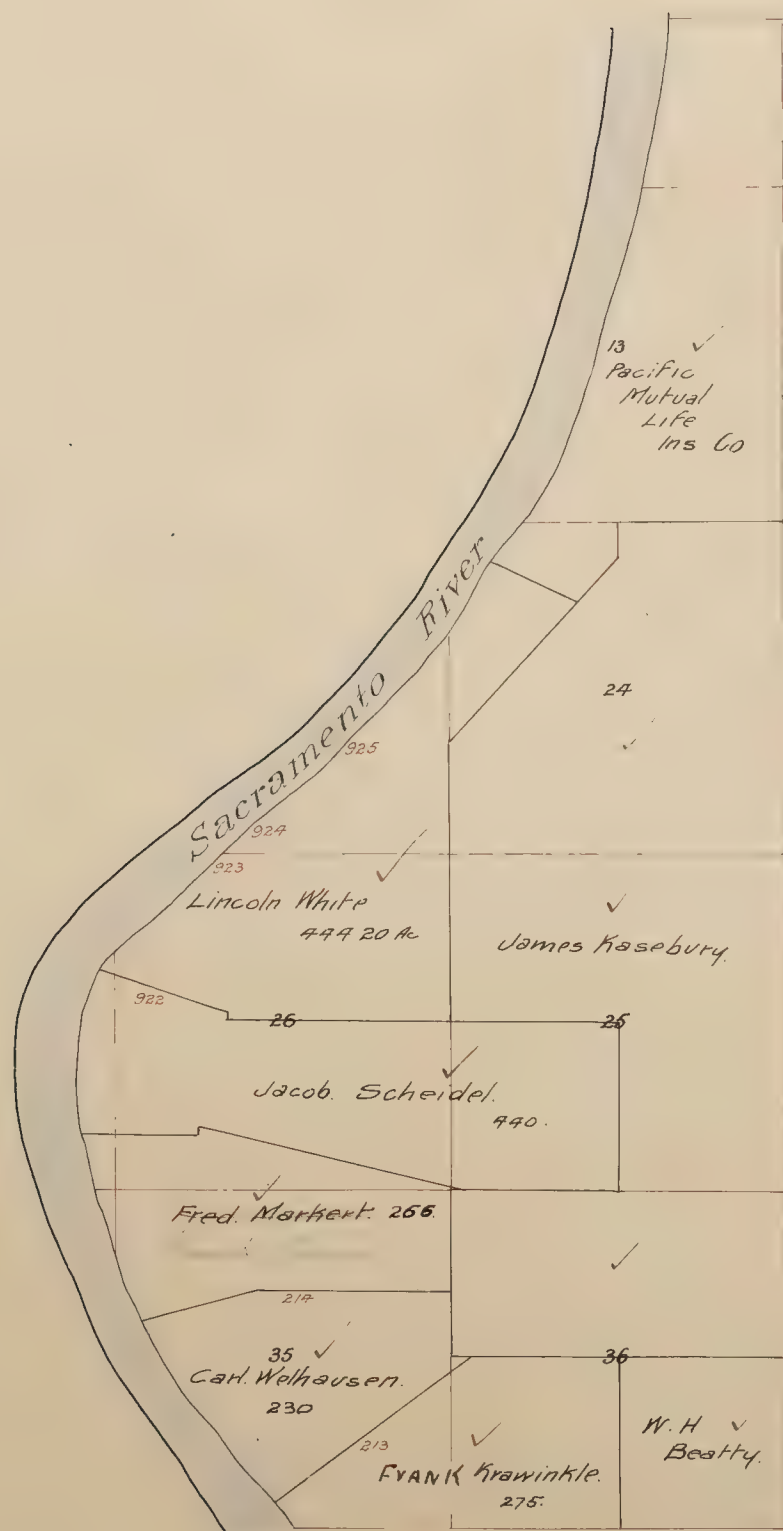 13
Pacific
Mutual
Life
Ins Co
Sacramento River
24
925
924
923
Lincoln White
444 20 Ac
James Kasebury.
922
26
25
Jacob. Scheidel.
440.
Fred. Markert. 266.
214
35
Carl. Welhausen.
230
36
213
W. H
Beatty.
FrANK Krawinkle.
275.